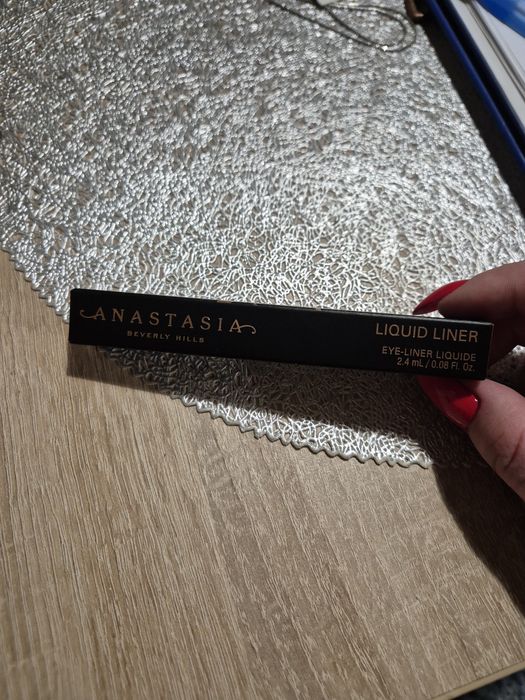 ANASTASIA
BEVERLY HILLS
LIQUID LINER
EYE-LINER LIQUIDE
2.4 mL / 0.08 Fl. Oz.